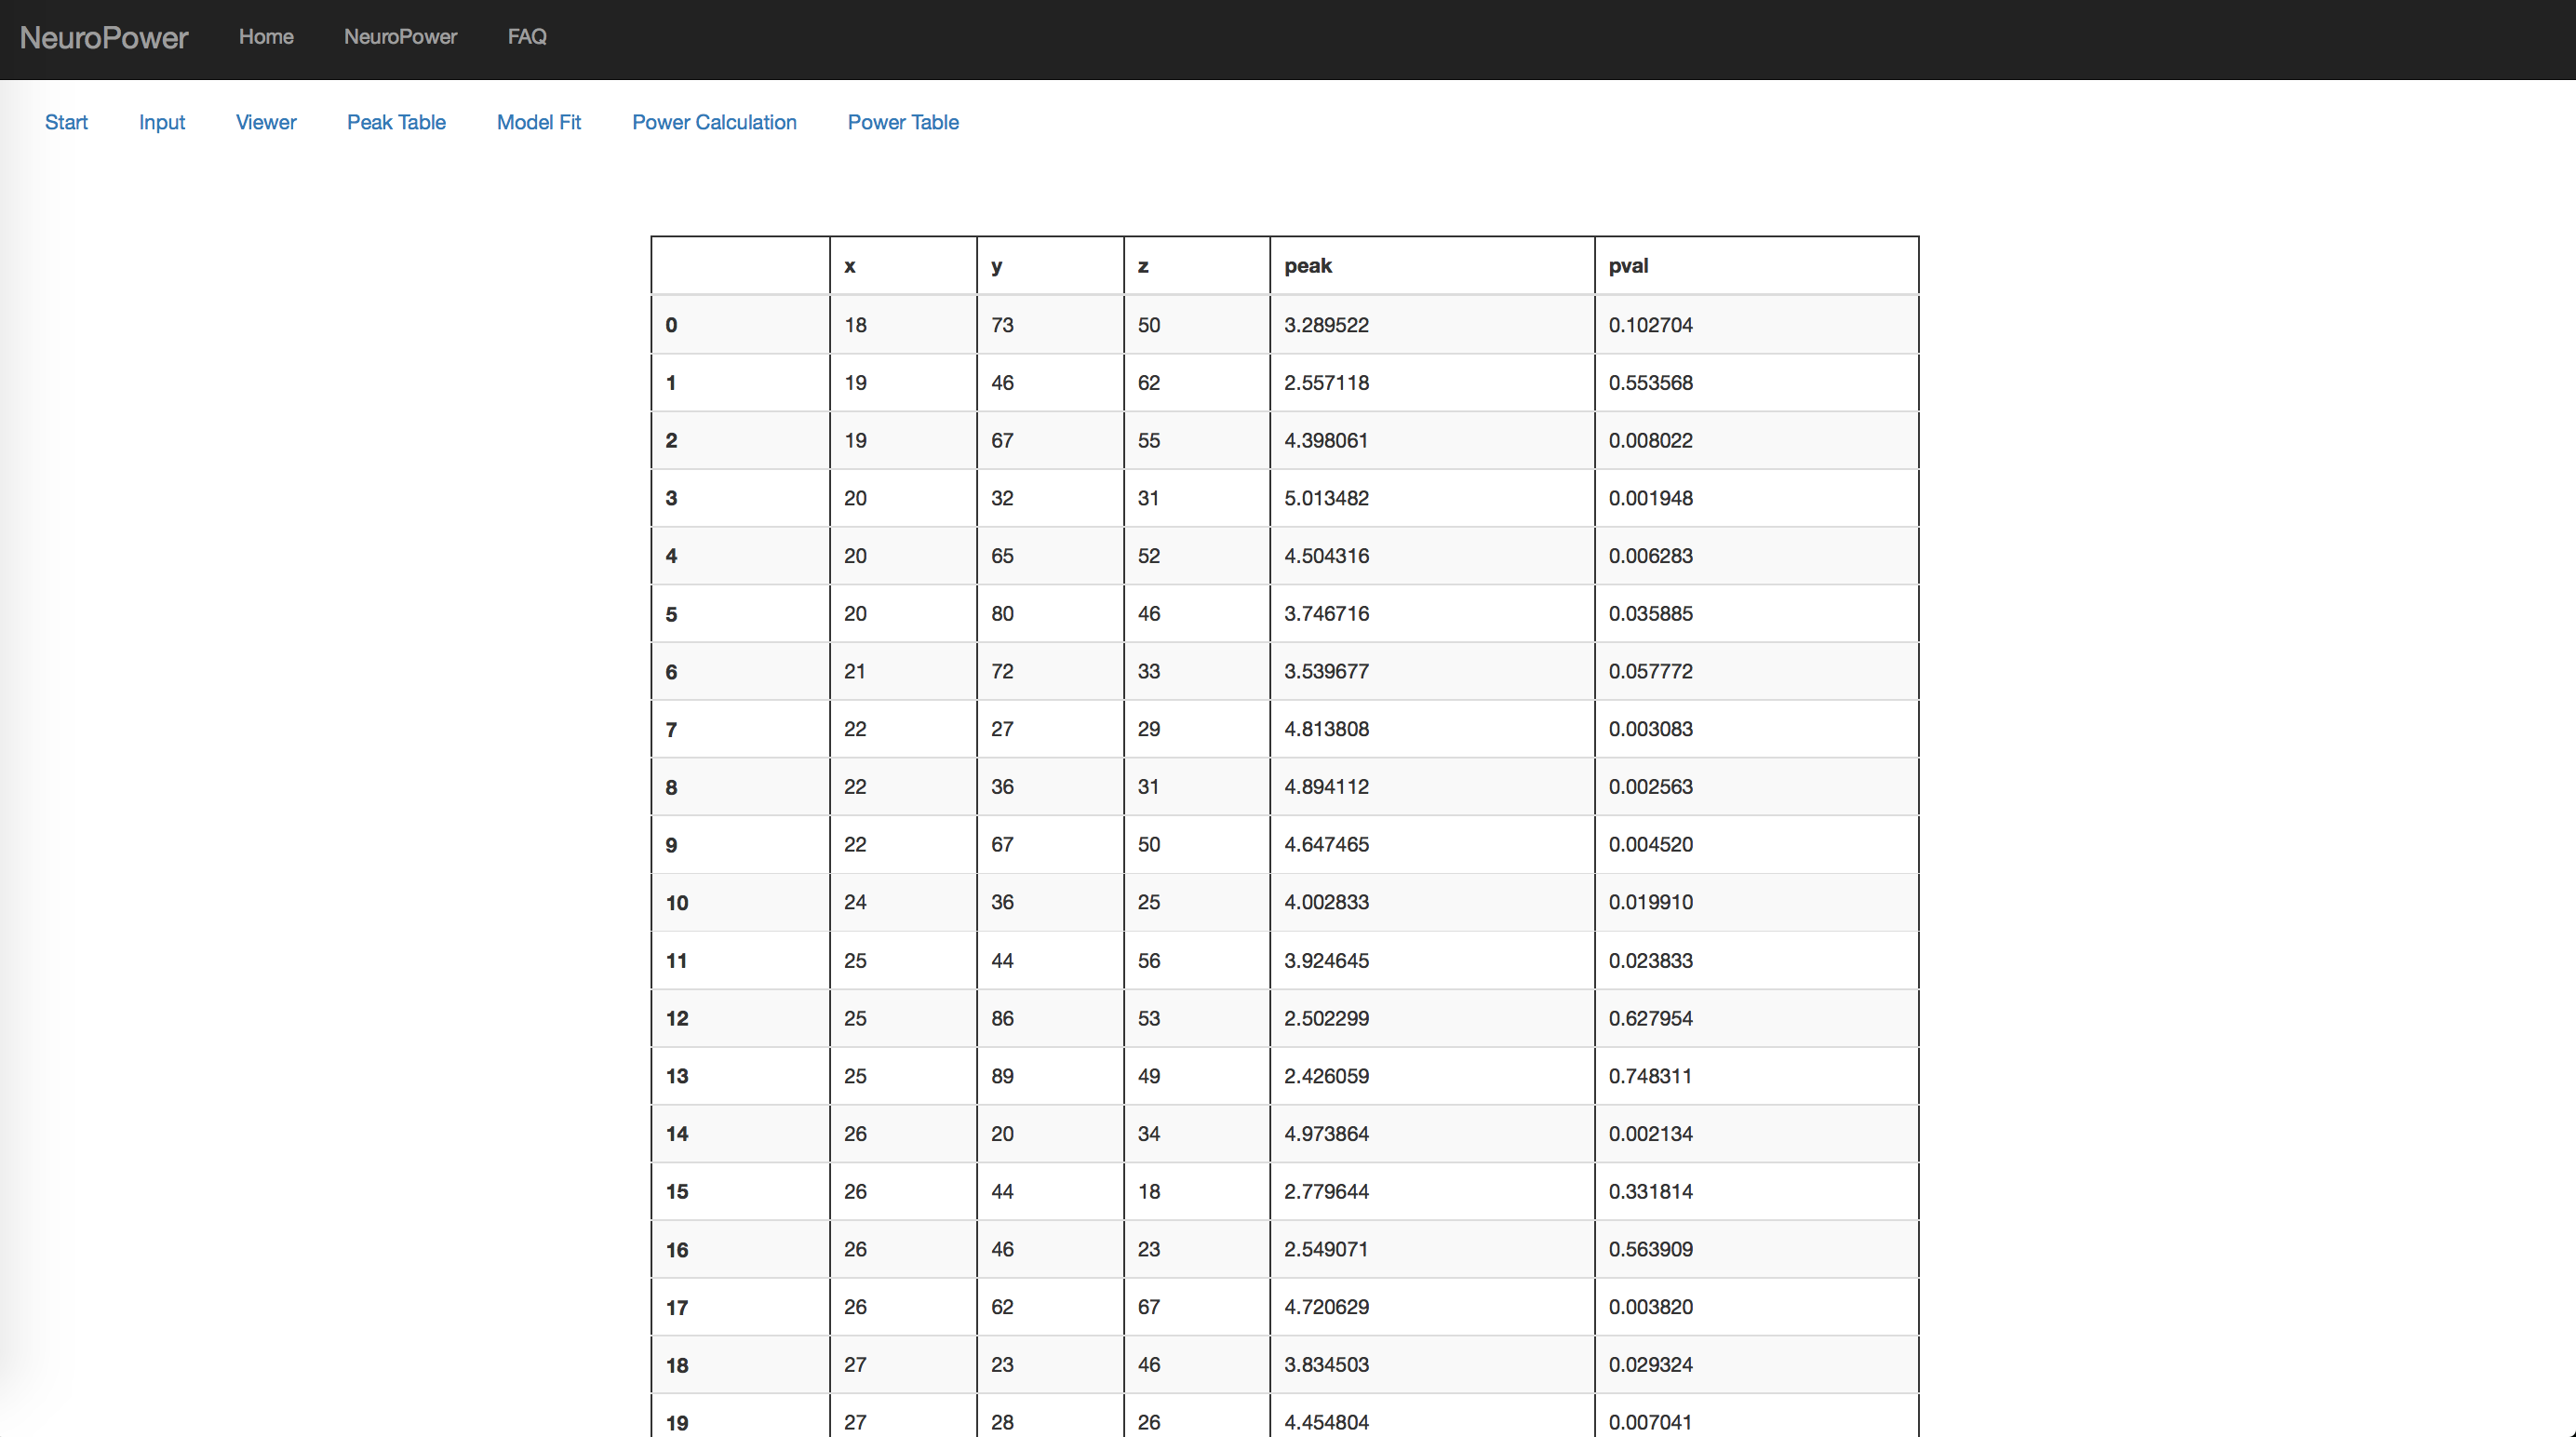 NeuroPower Home NeuroPower FAQ
Start Input Viewer Peak Table Model Fit Power Calculation Power Table
x y z peak pval
0 18 73 50 3.289522 0.102704
1 19 46 62 2.557118 0.553568
2 19 67 55 4.398061 0.008022
3 20 32 31 5.013482 0.001948
4 20 65 52 4.504316 0.006283
5 20 80 46 3.746716 0.035885
6 21 72 33 3.539677 0.057772
7 22 27 29 4.813808 0.003083
8 22 36 31 4.894112 0.002563
9 22 67 50 4.647465 0.004520
10 24 36 25 4.002833 0.019910
11 25 44 56 3.924645 0.023833
12 25 86 53 2.502299 0.627954
13 25 89 49 2.426059 0.748311
14 26 20 34 4.973864 0.002134
15 26 44 18 2.779644 0.331814
16 26 46 23 2.549071 0.563909
17 26 62 67 4.720629 0.003820
18 27 23 46 3.834503 0.029324
19 27 28 26 4.454804 0.007041